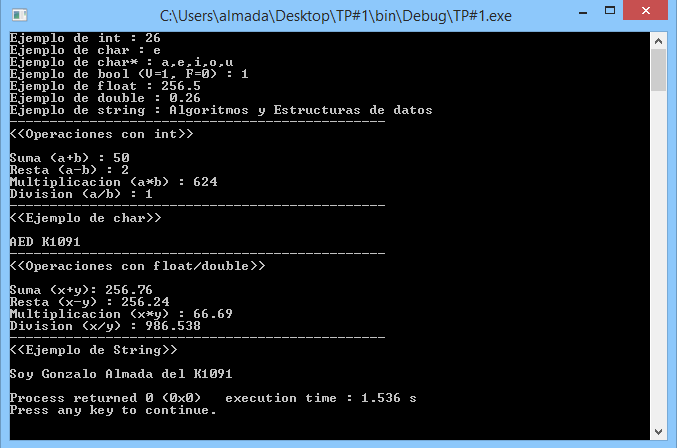 C:\Users\almada\Desktop\TP#1\bin\Debug\TP#1.exe
Ejemplo de int : 26
Ejemplo de char : e
Ejemplo de char* : a,e,i,o,u
Ejemplo de bool (V=1, F=0) : 1
Ejemplo de float : 256.5
Ejemplo de double : 0.26
Ejemplo de string : Algoritmos y Estructuras de datos
-----------------------------------------------
<<Operaciones con int>>
Suma (a+b) : 50
Resta (a-b) : 2
Multiplicacion (a*b) : 624
Division (a/b) : 1
-----------------------------------------------
<<Ejemplo de char>>
AED K1091
-----------------------------------------------
<<Operaciones con float/double>>
Suma (x+y): 256.76
Resta (x-y) : 256.24
Multiplicacion (x*y) : 66.69
Division (x/y) : 986.538
-----------------------------------------------
<<Ejemplo de String>>
Soy Gonzalo Almada del K1091
Process returned 0 (0x0)   execution time : 1.536 s
Press any key to continue.